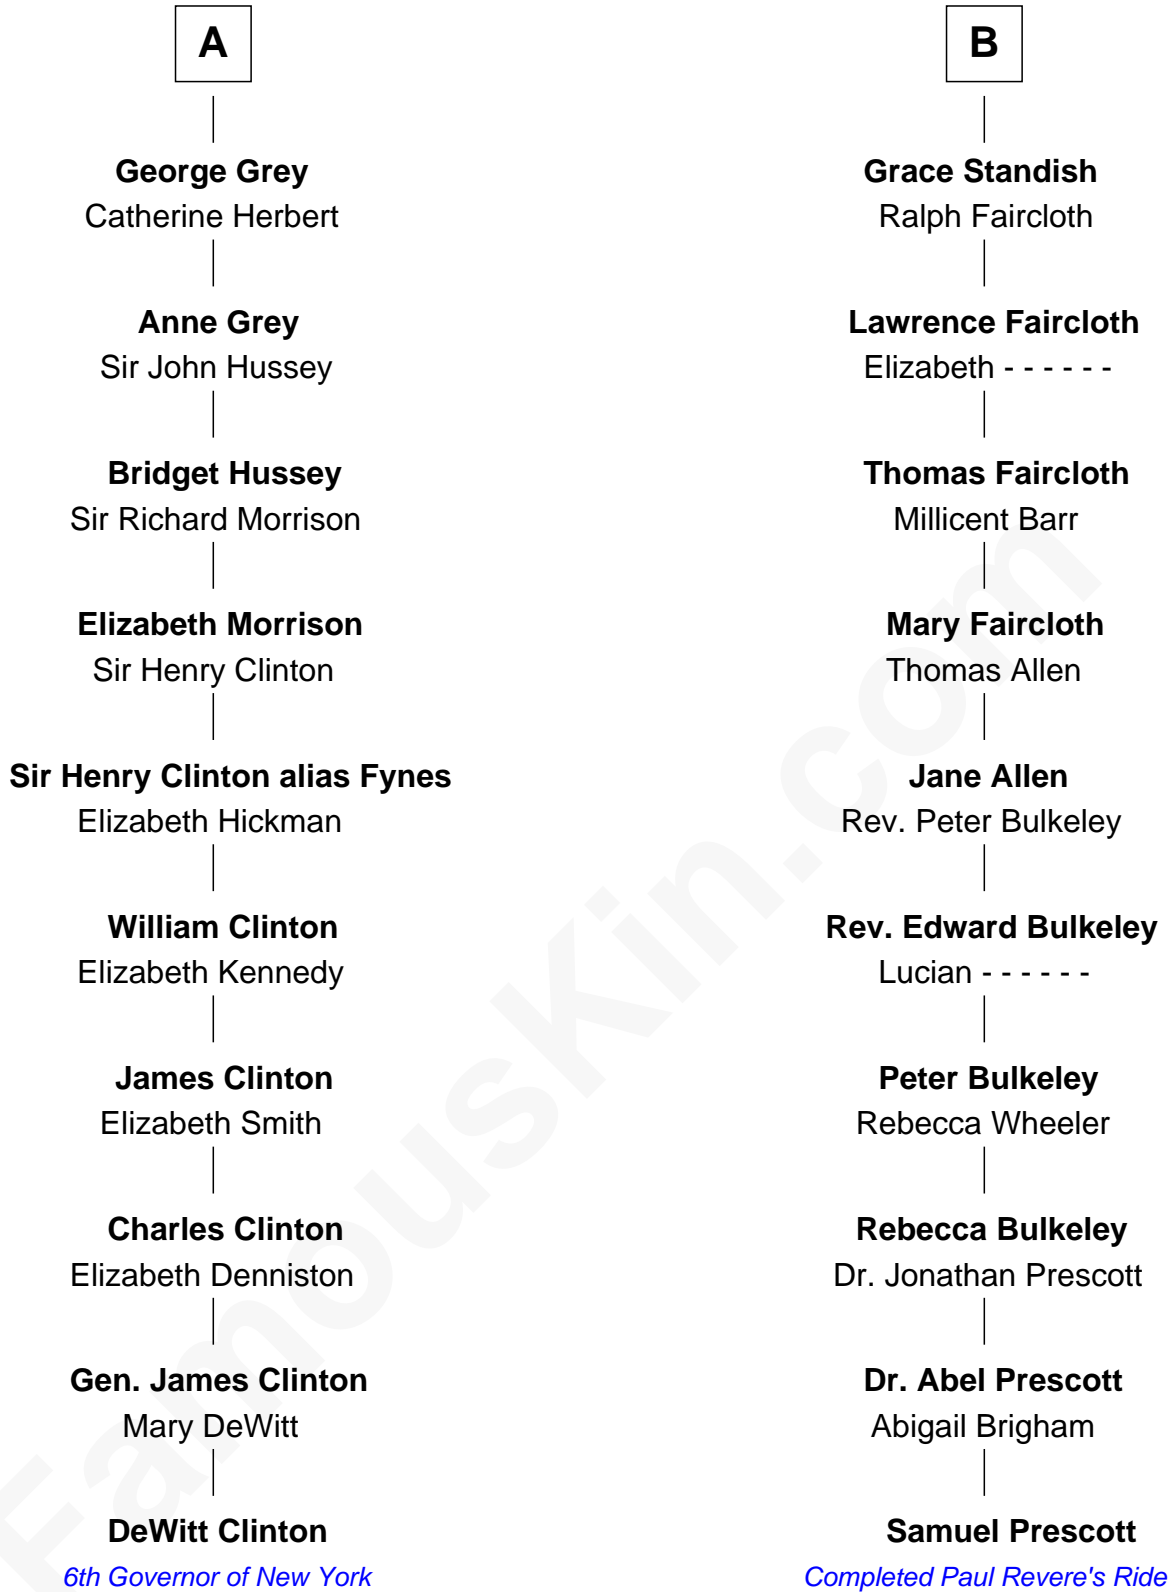 A
George Grey
Catherine Herbert
Anne Grey
Sir John Hussey
Bridget Hussey
Sir Richard Morrison
Elizabeth Morrison
Sir Henry Clinton
Sir Henry Clinton alias Fynes
Elizabeth Hickman
William Clinton
Elizabeth Kennedy
James Clinton
Elizabeth Smith
Charles Clinton
Elizabeth Denniston
Gen. James Clinton
Mary DeWitt
DeWitt Clinton
6th Governor of New York
B
Grace Standish
Ralph Faircloth
Lawrence Faircloth
Elizabeth - - - - - -
Thomas Faircloth
Millicent Barr
Mary Faircloth
Thomas Allen
Jane Allen
Rev. Peter Bulkeley
Rev. Edward Bulkeley
Lucian - - - - - -
Peter Bulkeley
Rebecca Wheeler
Rebecca Bulkeley
Dr. Jonathan Prescott
Dr. Abel Prescott
Abigail Brigham
Samuel Prescott
Completed Paul Revere's Ride
FamousKin.com